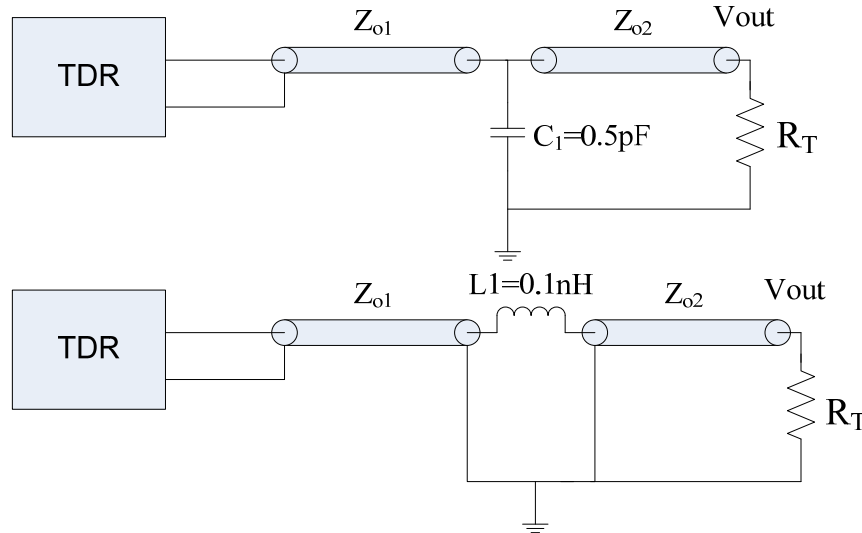 TDR
Zo1
Zo2
Vout
C1=0.5pF
RT
L1=0.1nH
TDR
Zo1
Zo2
Vout
RT